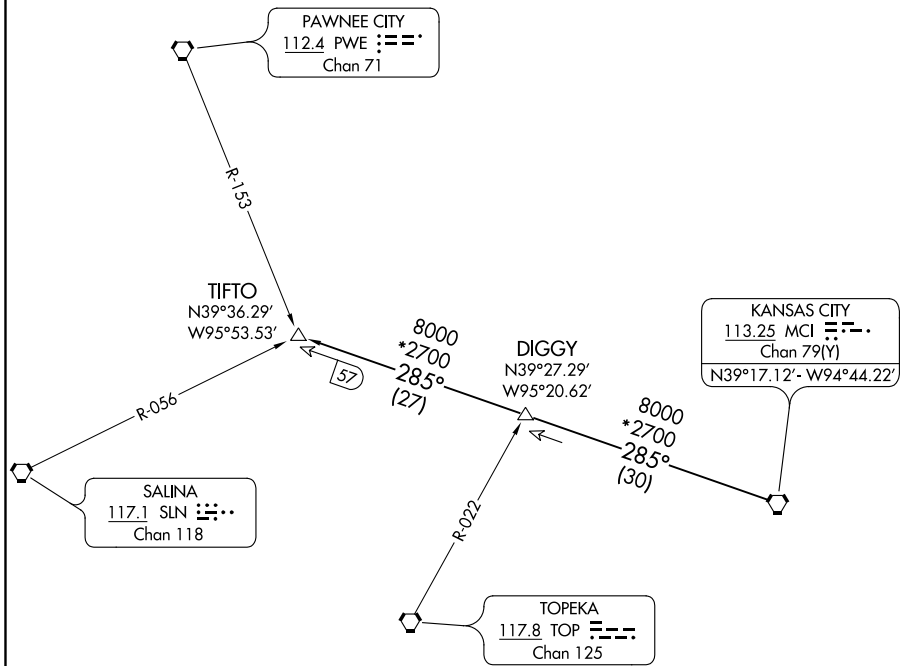 PAWNEE CITY
112.4 PWE
Chan 71
R-153
TIFTO
N39°36.29'
W95°53.53'
8000
*2700
285°
(27)
57
DIGGY
N39°27.29'
W95°20.62'
KANSAS CITY
113.25 MCI
Chan 79(Y)
N39°17.12'- W94°44.22'
8000
*2700
285°
(30)
R-056
R-022
SALINA
117.1 SLN
Chan 118
TOPEKA
117.8 TOP
Chan 125